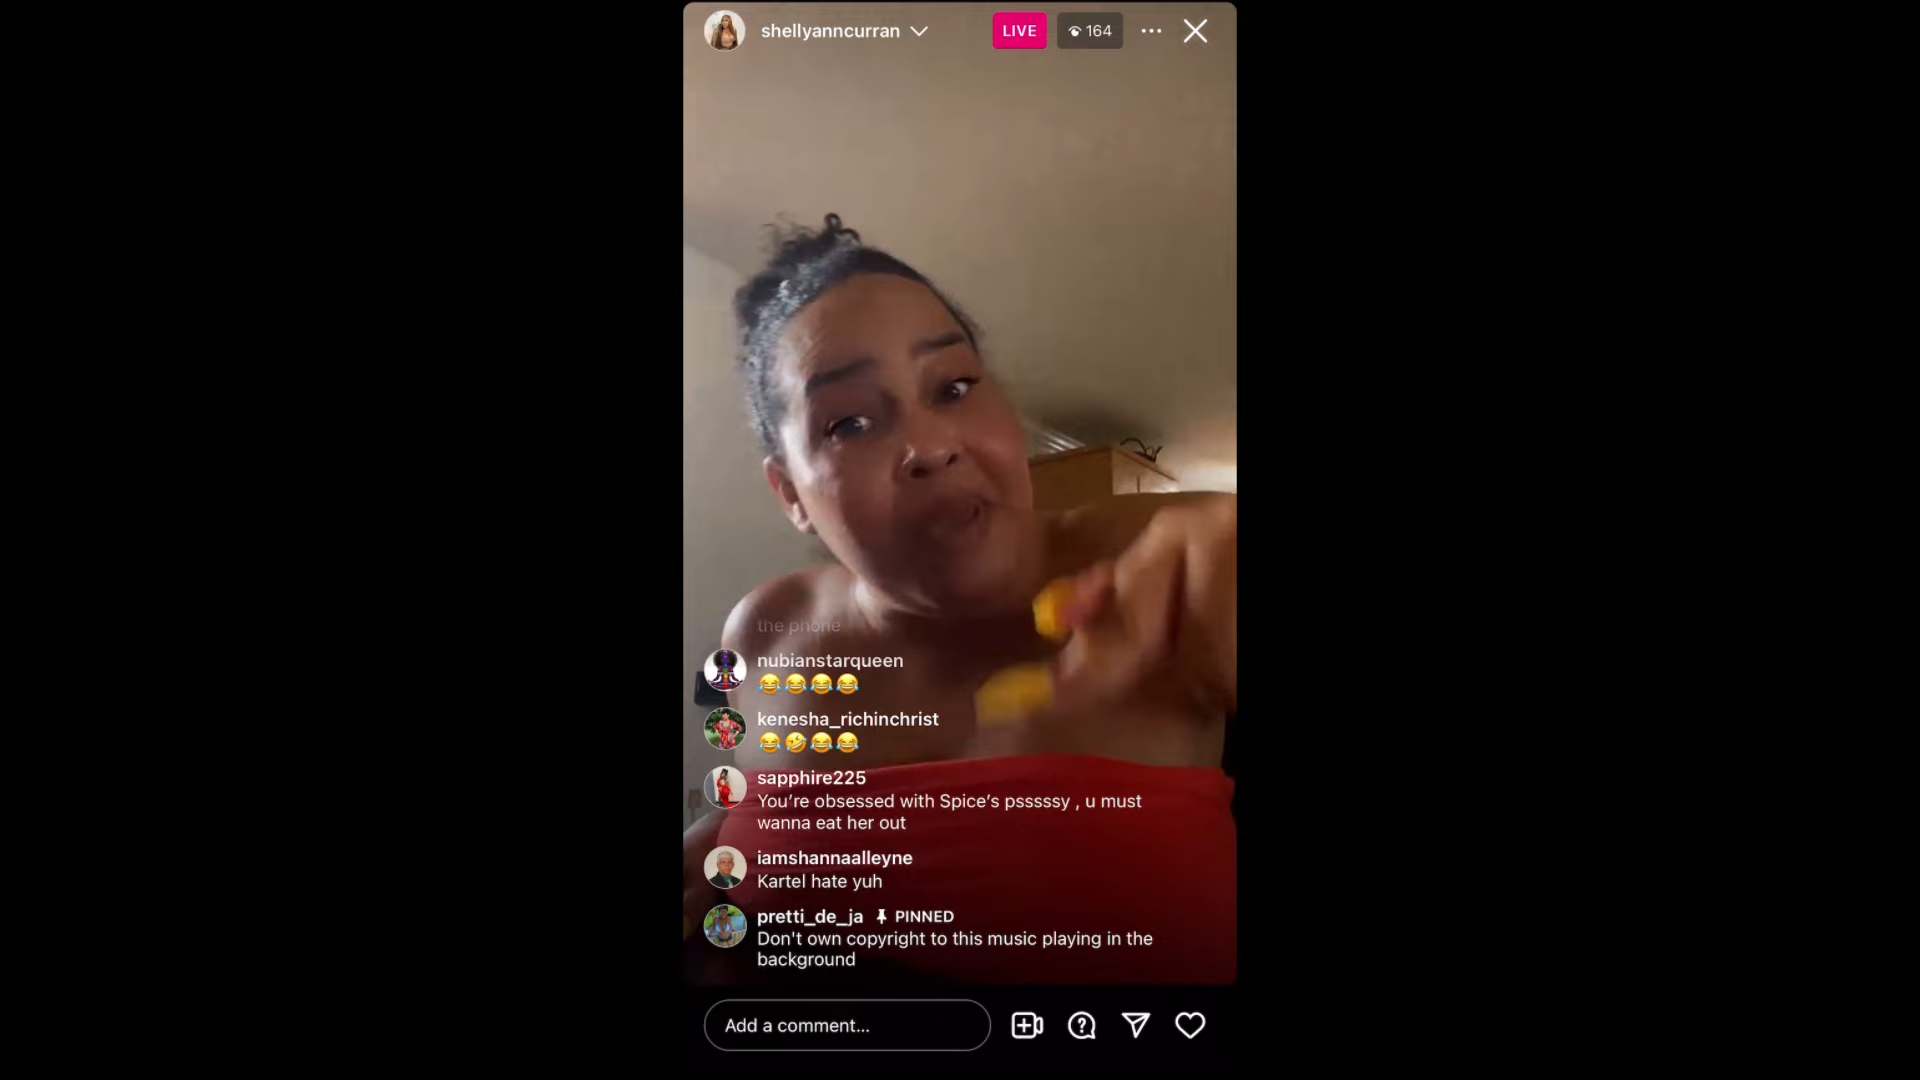 shellyanncurran
LIVE
164
the phone
nubianstarqueen
😂😂😂😂
kenesha_richinchrist
😂🤣😂😂
sapphire225
You’re obsessed with Spice’s psssssy , u must
wanna eat her out
iamshannaalleyne
Kartel hate yuh
pretti_de_ja PINNED
Don't own copyright to this music playing in the
background
Add a comment...